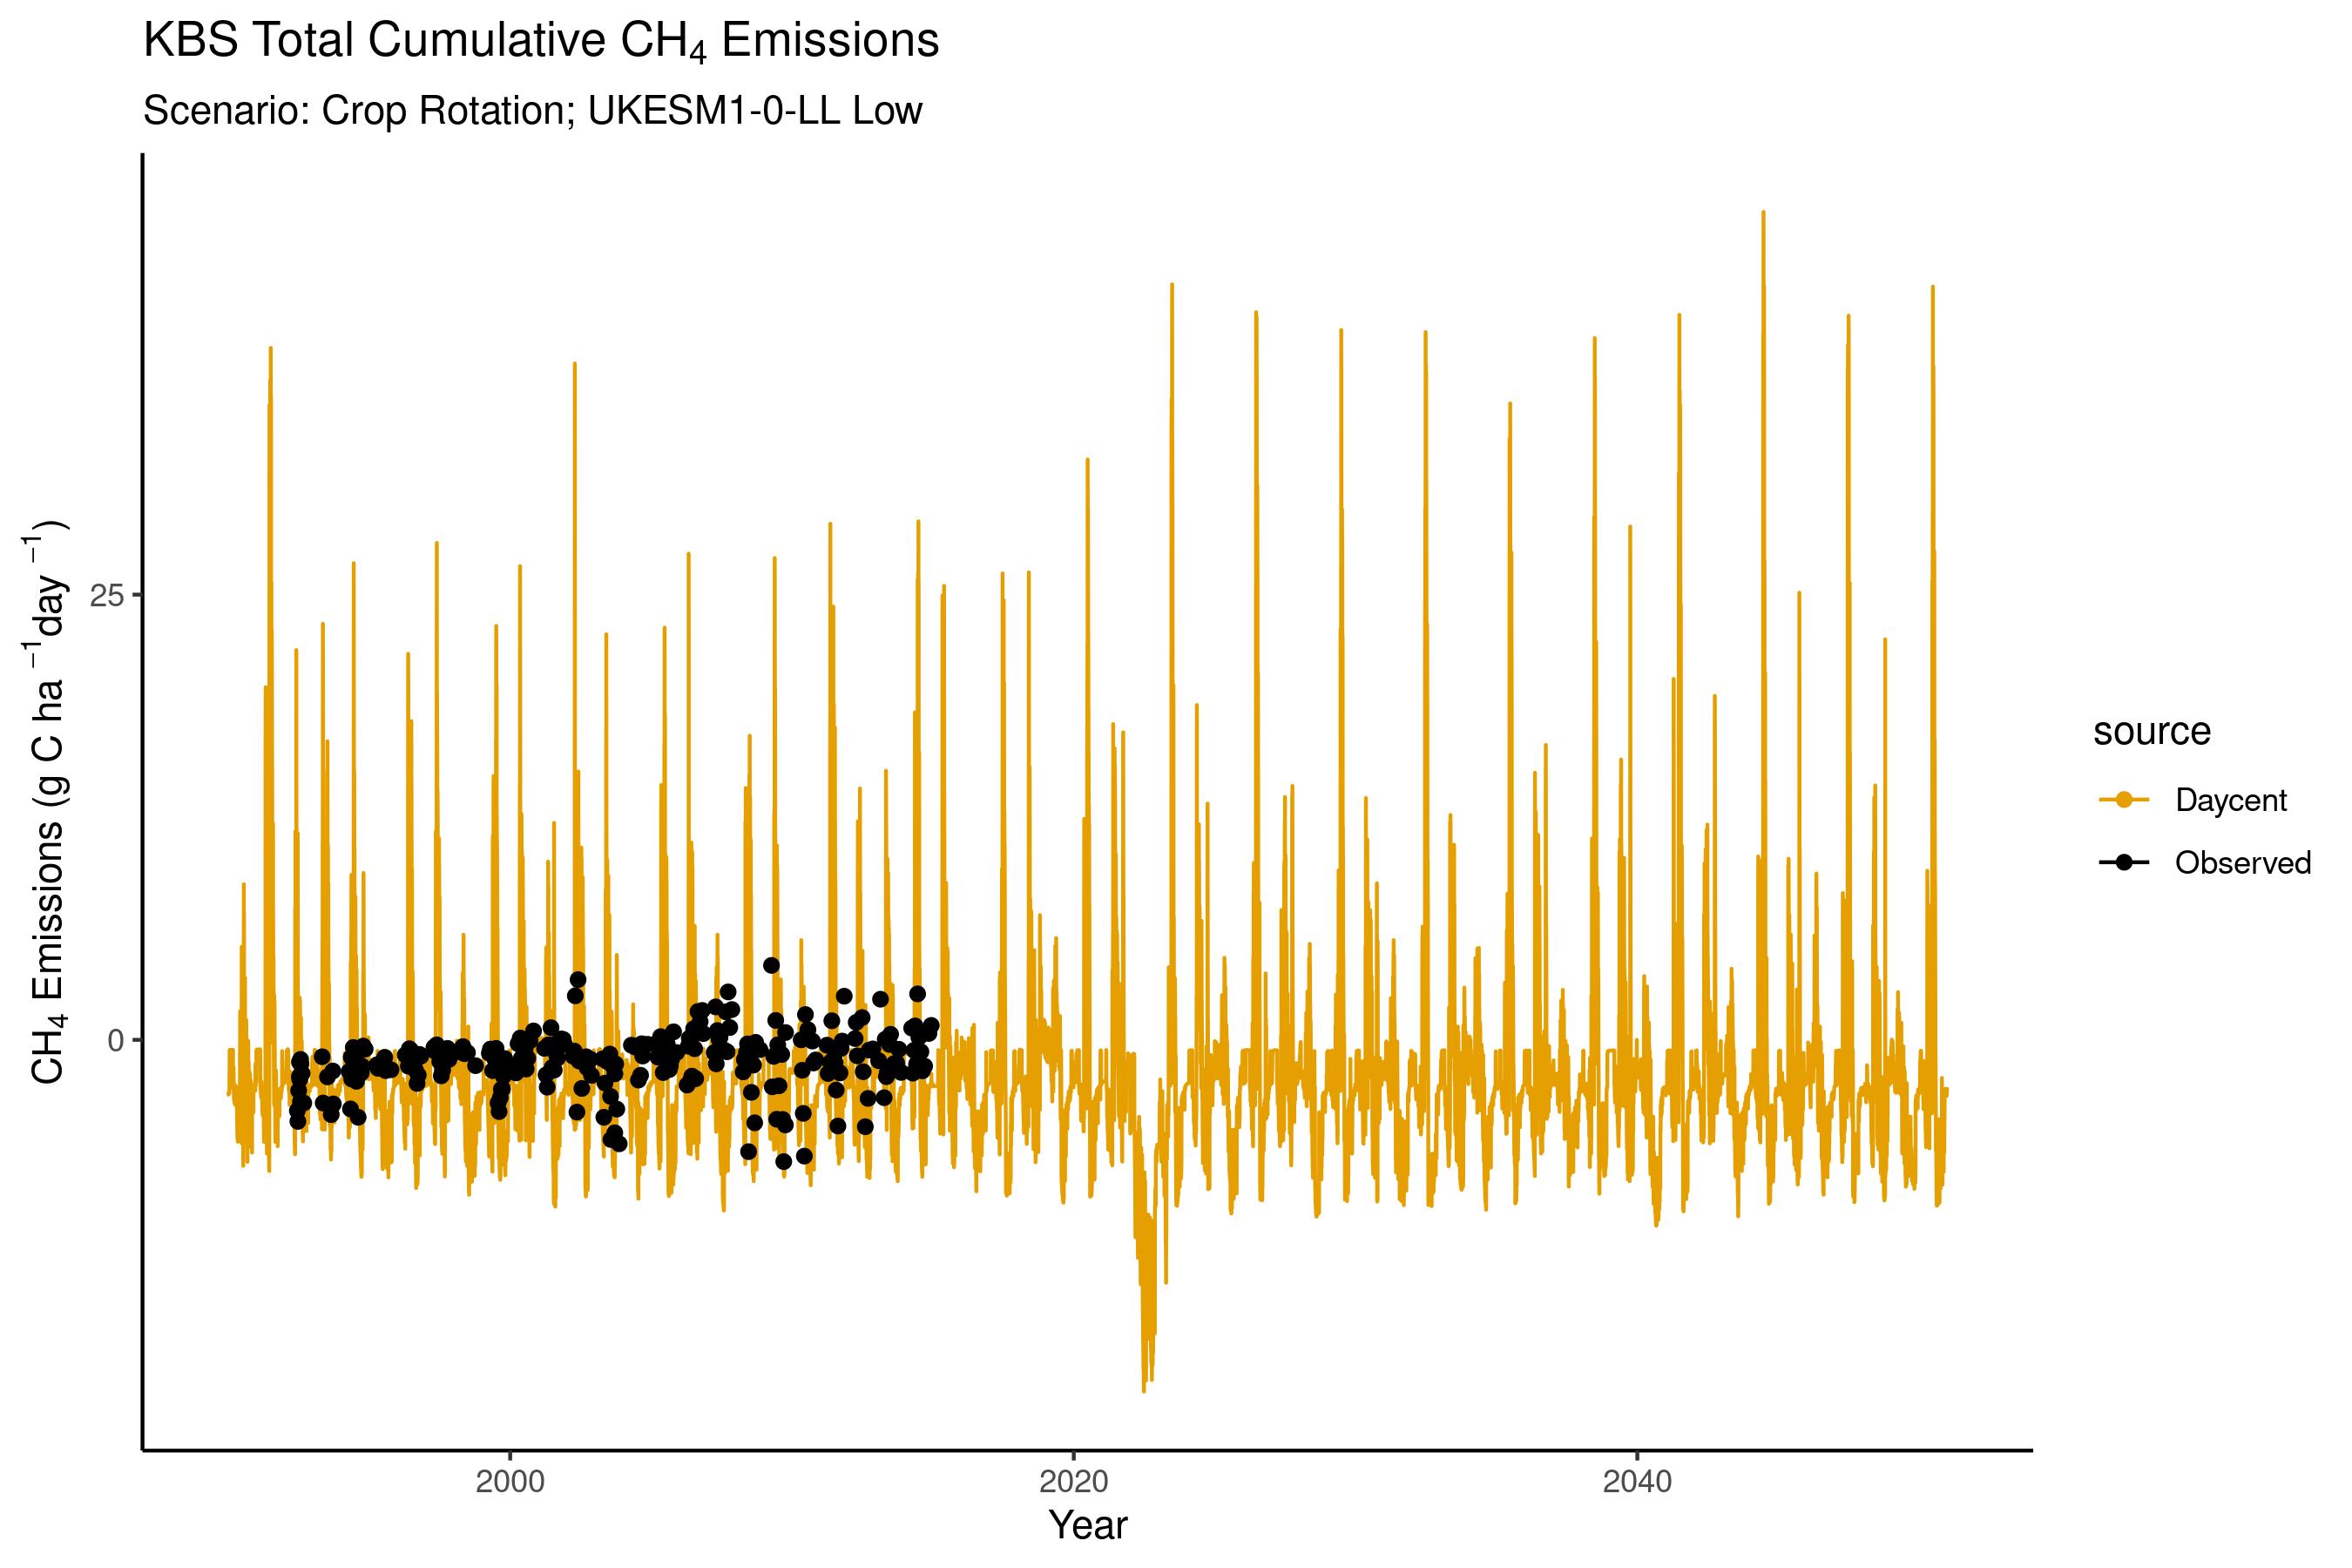 KBS Total Cumulative CH₄ Emissions
Scenario: Crop Rotation; UKESM1-0-LL Low
CH₄ Emissions (g C ha ⁻¹day ⁻¹)
25
0
2000
2020
2040
Year
source
Daycent
Observed